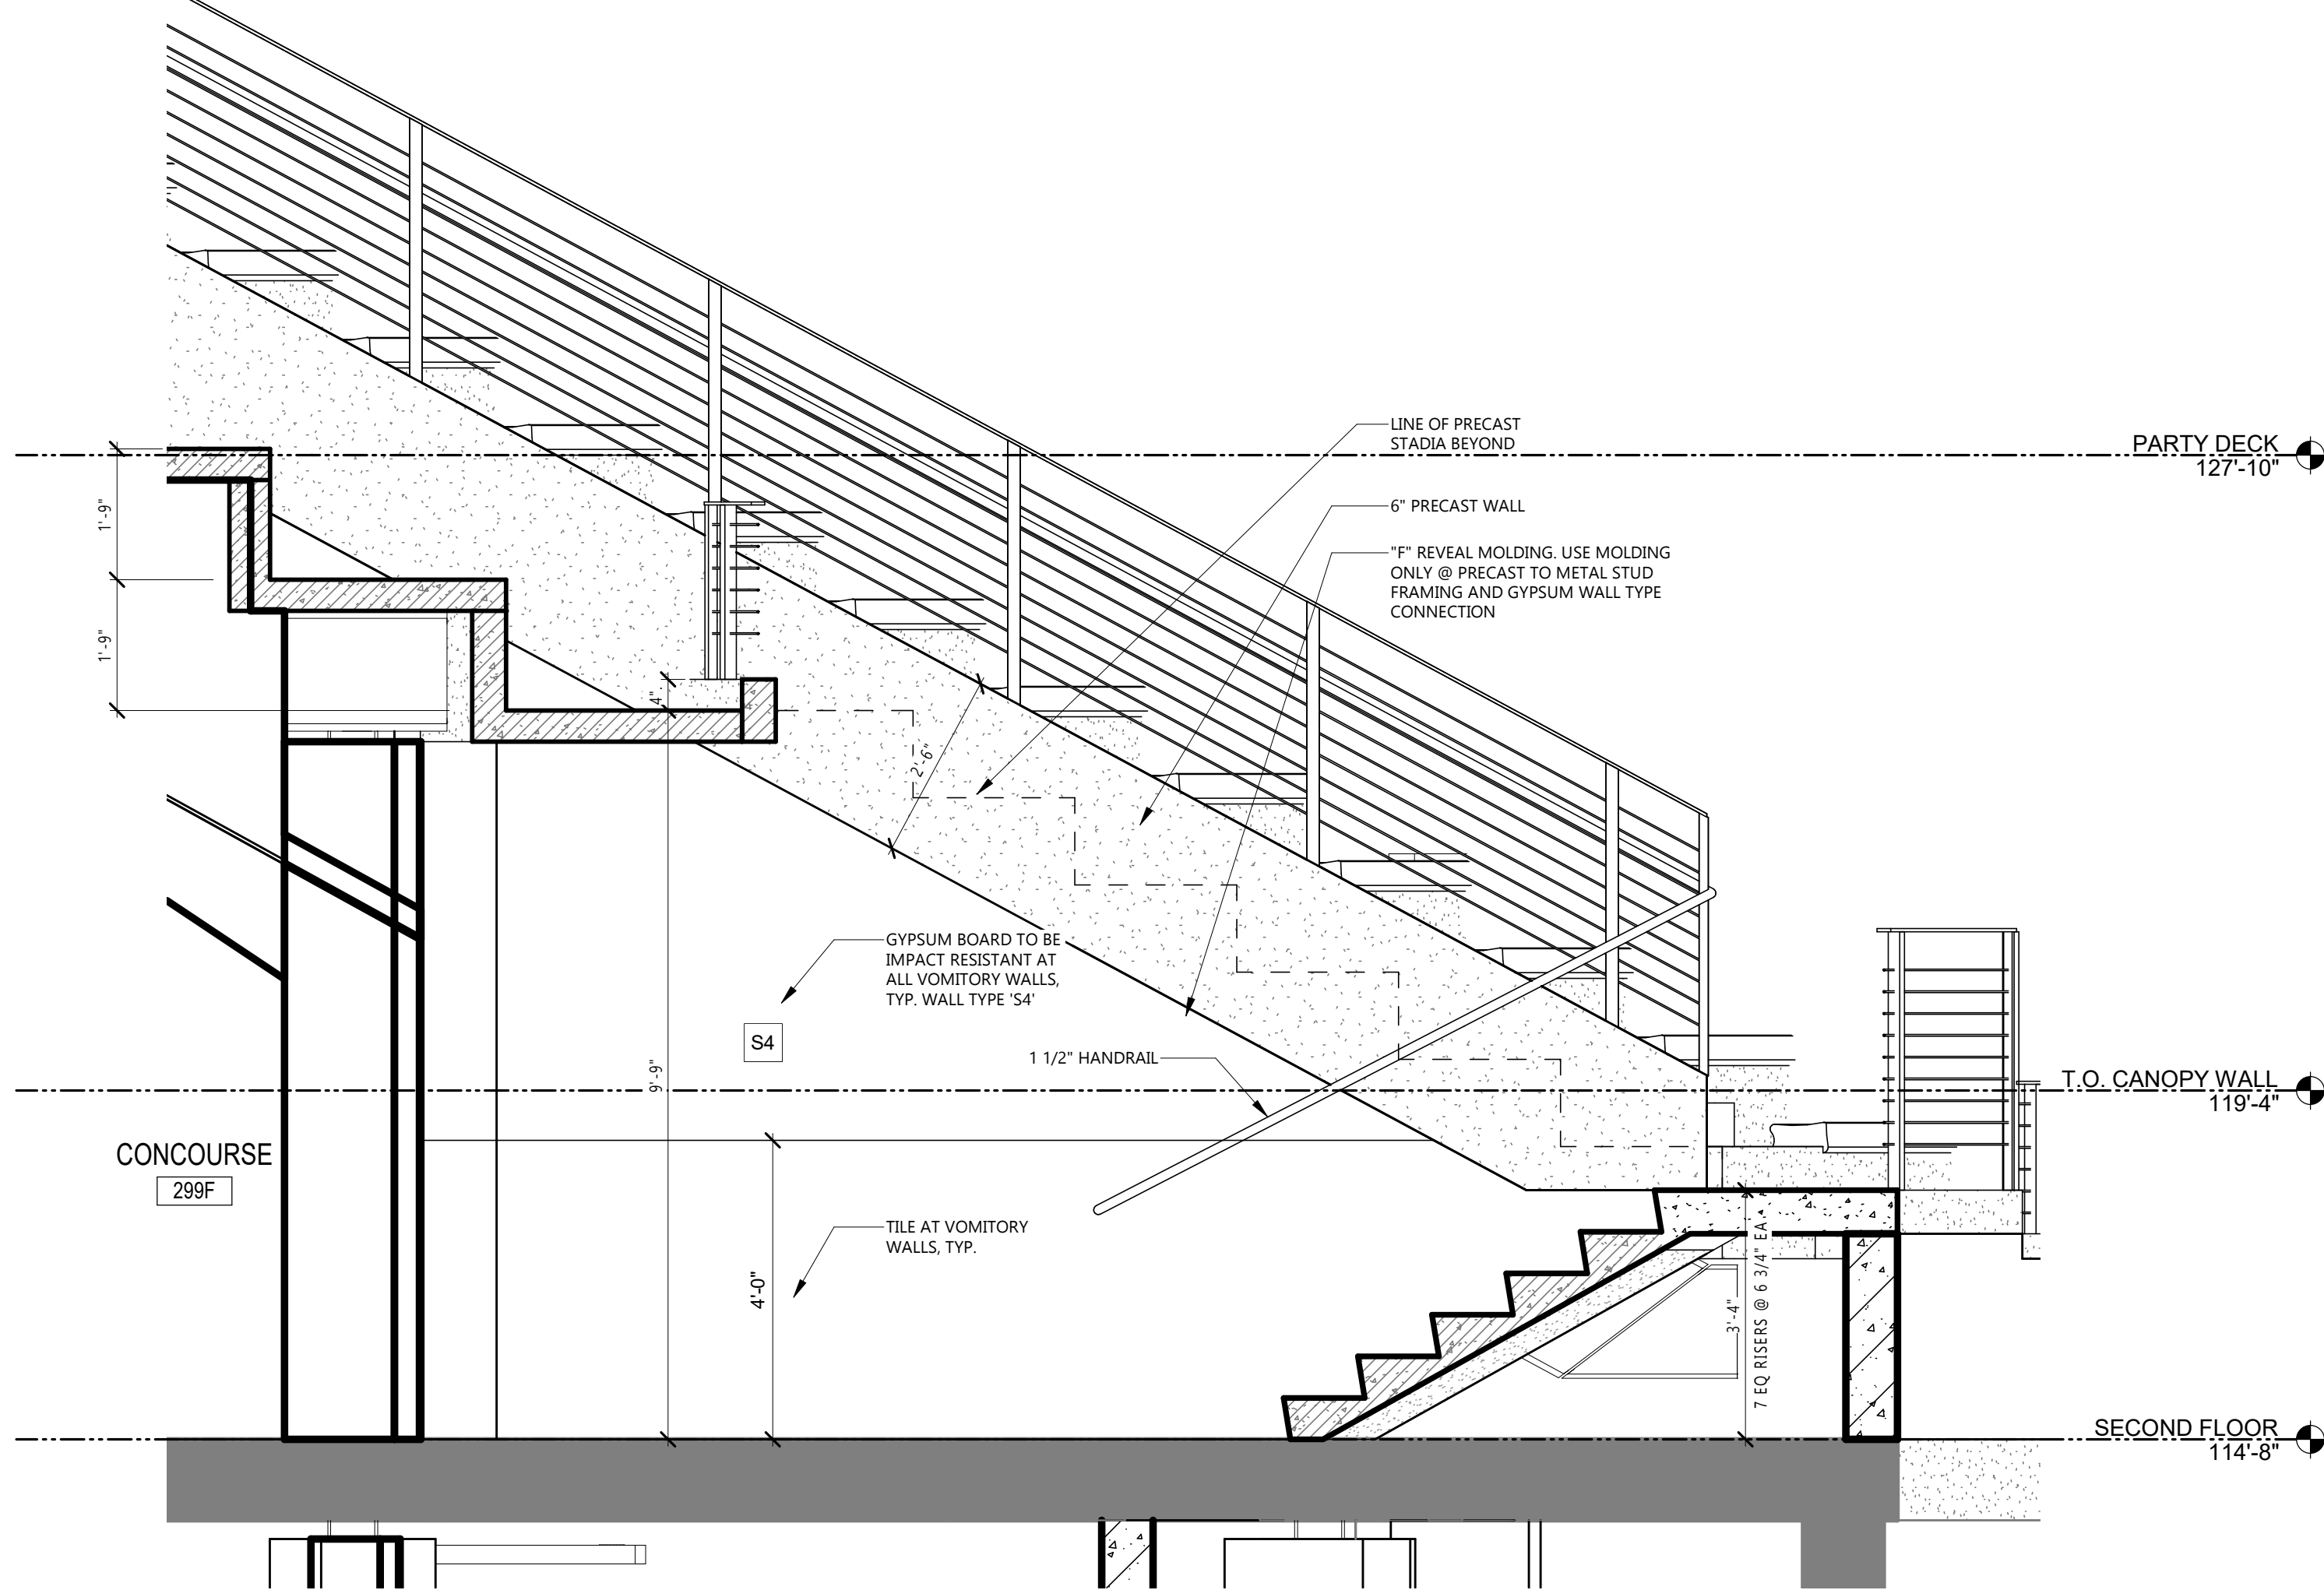 LINE OF PRECAST
STADIA BEYOND
PARTY DECK
127'-10"
1'-9"
6" PRECAST WALL
"F" REVEAL MOLDING. USE MOLDING
ONLY @ PRECAST TO METAL STUD
FRAMING AND GYPSUM WALL TYPE
CONNECTION
1'-9"
4"
2'-6"
GYPSUM BOARD TO BE
IMPACT RESISTANT AT
ALL VOMITORY WALLS,
TYP. WALL TYPE 'S4'
S4
1 1/2" HANDRAIL
9'-9"
T.O. CANOPY WALL
119'-4"
CONCOURSE
299F
TILE AT VOMITORY
WALLS, TYP.
4'-0"
3'-4"
7 EQ RISERS @ 6 3/4" EA.
SECOND FLOOR
114'-8"